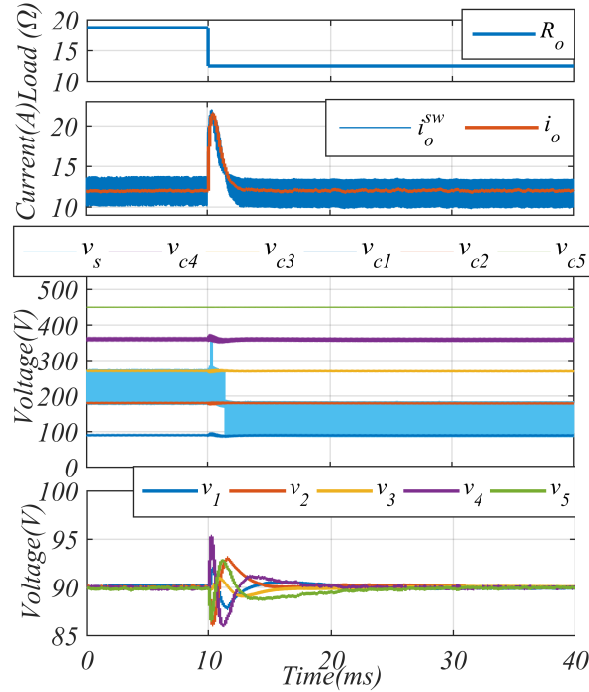 Load (Ω)
20
15
10
R_o
Current(A)
20
15
10
i_o^sw i_o
v_s v_c4 v_c3 v_c1 v_c2 v_c5
Voltage(V)
500
400
300
200
100
0
v_1 v_2 v_3 v_4 v_5
Voltage(V)
100
95
90
85
0 10 20 30 40
Time(ms)